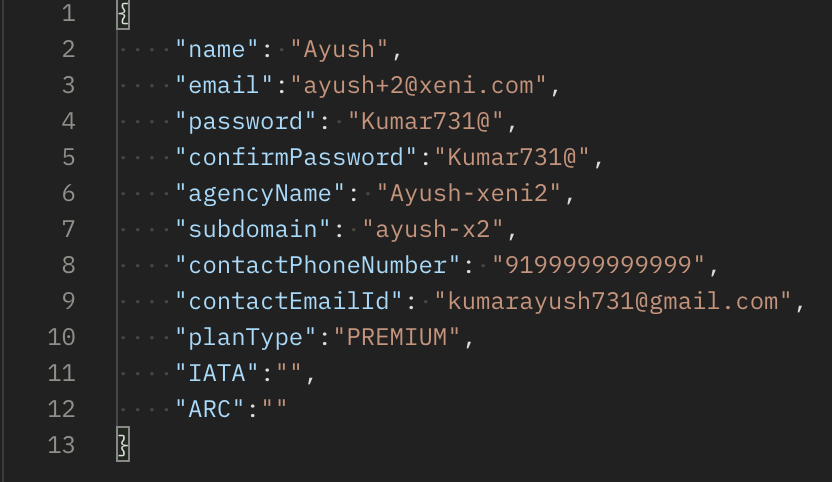 1 {
2 "name": "Ayush",
3 "email":"ayush+2@xeni.com",
4 "password": "Kumar731@",
5 "confirmPassword":"Kumar731@",
6 "agencyName": "Ayush-xeni2",
7 "subdomain": "ayush-x2",
8 "contactPhoneNumber": "9199999999999",
9 "contactEmailId": "kumarayush731@gmail.com",
10 "planType":"PREMIUM",
11 "IATA":"",
12 "ARC":""
13 }